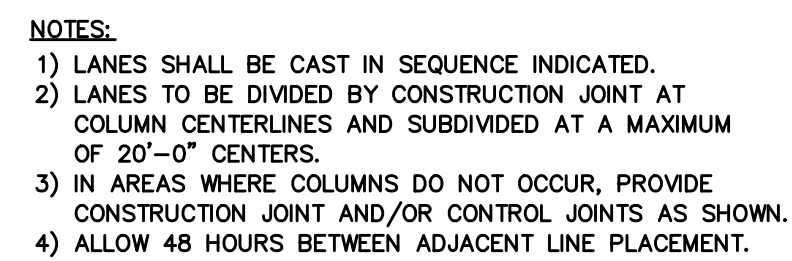 NOTES:
1) LANES SHALL BE CAST IN SEQUENCE INDICATED.
2) LANES TO BE DIVIDED BY CONSTRUCTION JOINT AT
COLUMN CENTERLINES AND SUBDIVIDED AT A MAXIMUM
OF 20'-0" CENTERS.
3) IN AREAS WHERE COLUMNS DO NOT OCCUR, PROVIDE
CONSTRUCTION JOINT AND/OR CONTROL JOINTS AS SHOWN.
4) ALLOW 48 HOURS BETWEEN ADJACENT LINE PLACEMENT.